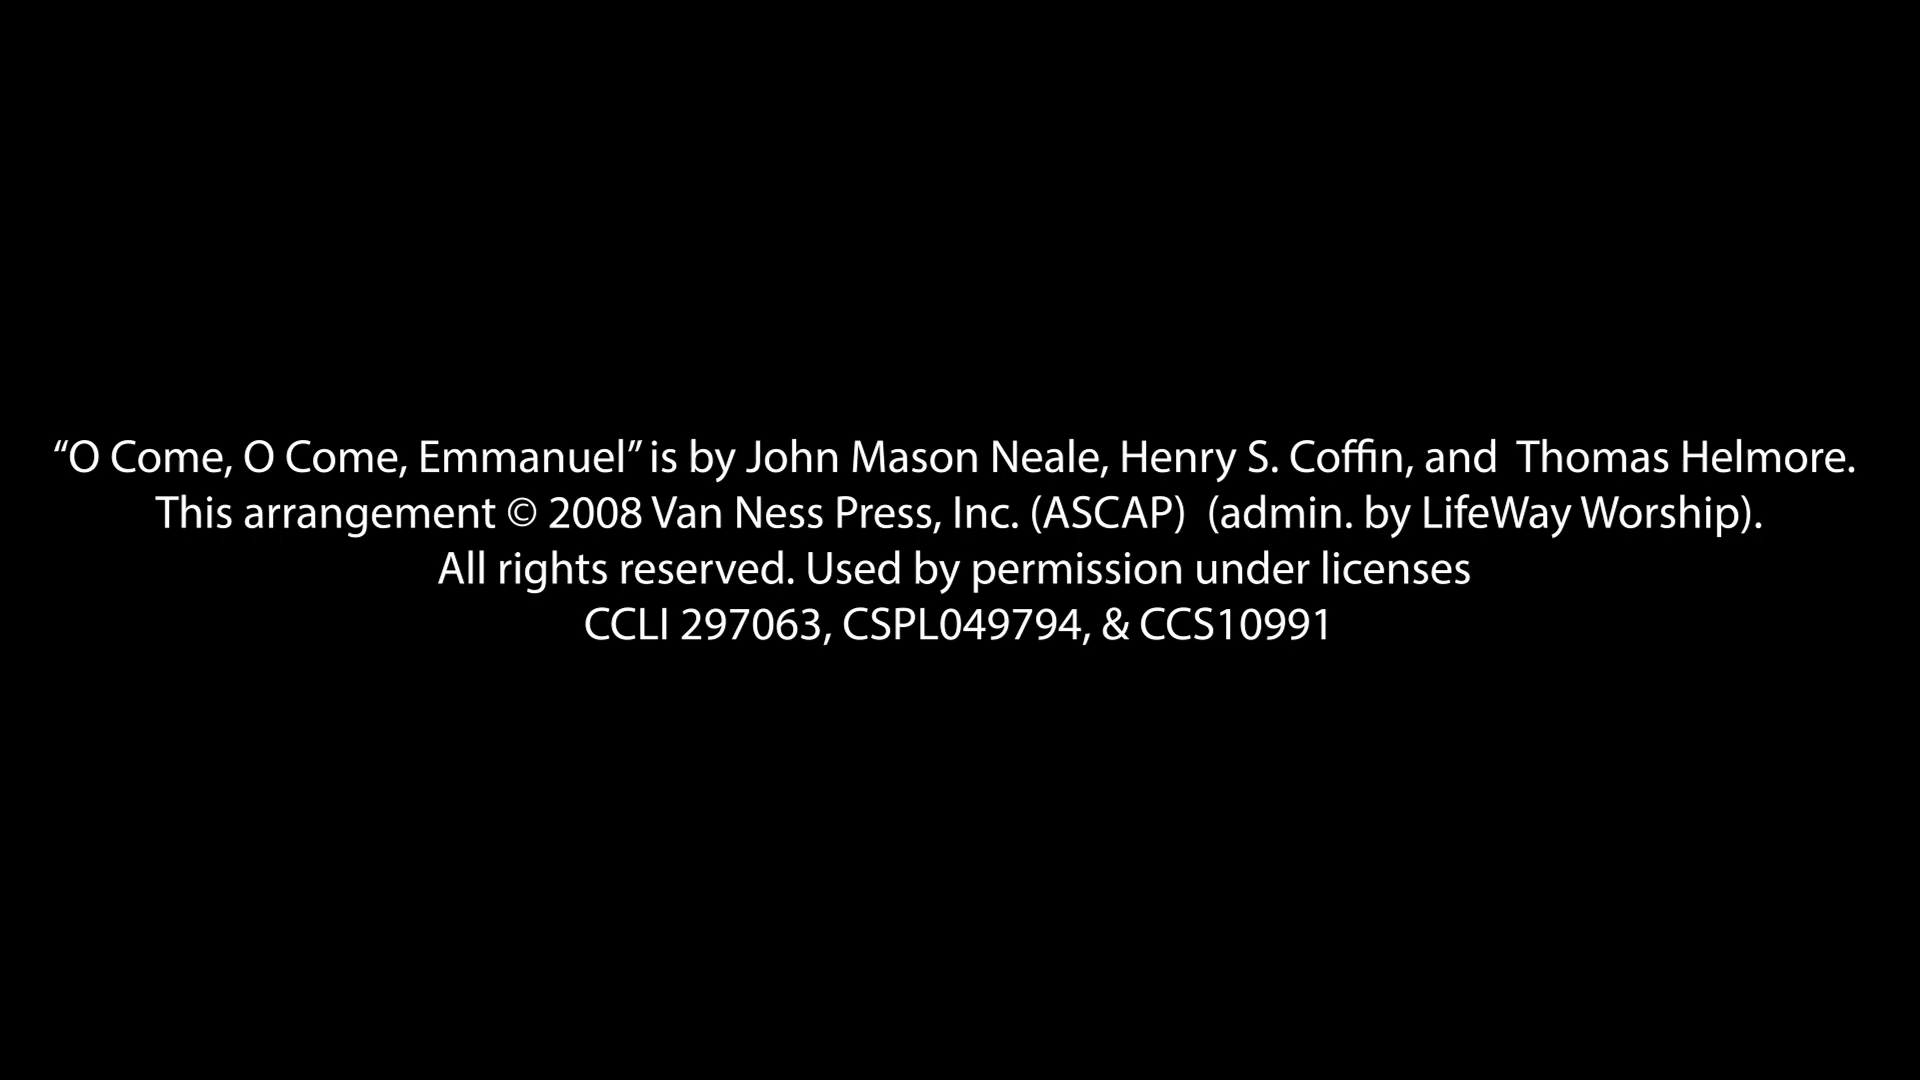 “O Come, O Come, Emmanuel” is by John Mason Neale, Henry S. Coffin, and  Thomas Helmore.
This arrangement © 2008 Van Ness Press, Inc. (ASCAP)  (admin. by LifeWay Worship).
All rights reserved. Used by permission under licenses
CCLI 297063, CSPL049794, & CCS10991